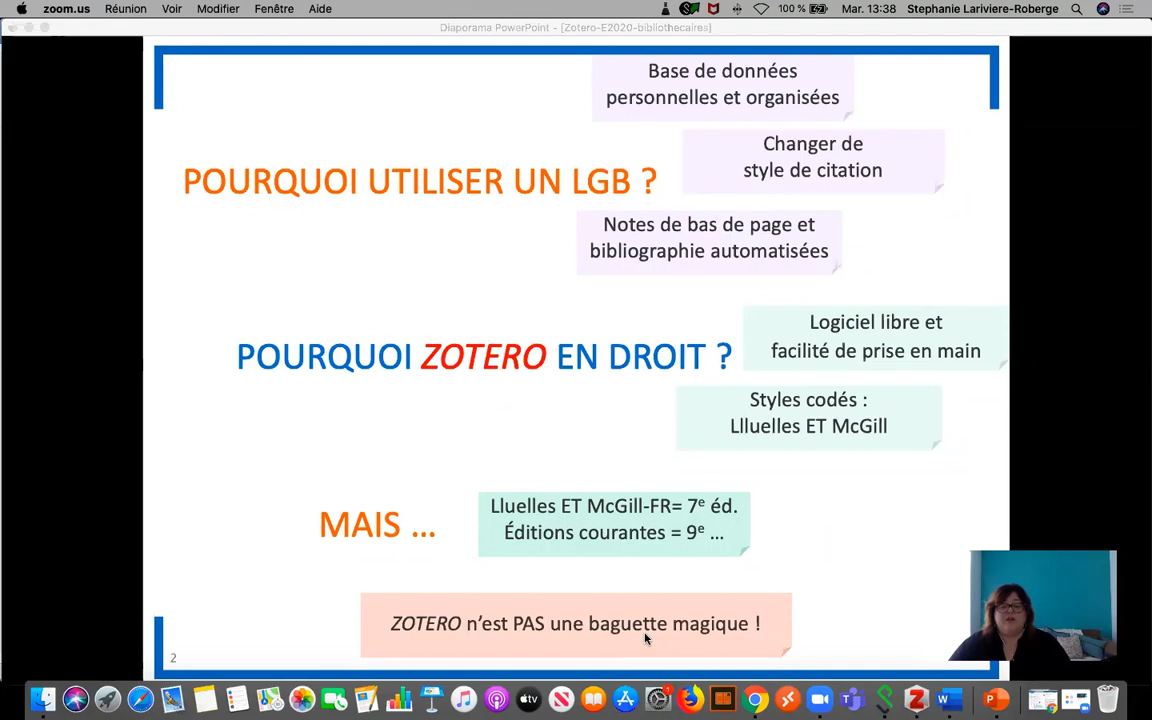 zoom.us Réunion Voir Modifier Fenêtre Aide 100 % Mar. 13:38 Stephanie Lariviere-Roberge
Diaporama PowerPoint - [Zotero-E2020-bibliothecaires]
Base de données
personnelles et organisées
Changer de
style de citation
POURQUOI UTILISER UN LGB ?
Notes de bas de page et
bibliographie automatisées
Logiciel libre et
facilité de prise en main
POURQUOI ZOTERO EN DROIT ?
Styles codés :
Llluelles ET McGill
MAIS ...
Lluelles ET McGill-FR= 7e éd.
Éditions courantes = 9e ...
ZOTERO n'est PAS une baguette magique !
2
tv